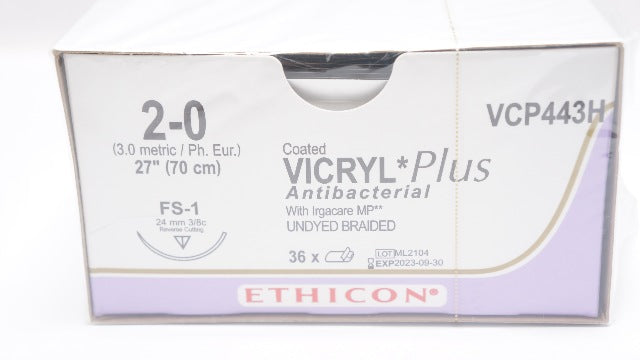 2-0
(3.0 metric / Ph. Eur.)
27" (70 cm)
FS-1
24 mm 3/8c
Reverse Cutting
Coated
VICRYL* Plus
Antibacterial
With Irgacare MP**
UNDYED BRAIDED
36 x
LOT ML2104
EXP 2023-09-30
VCP443H
ETHICON®